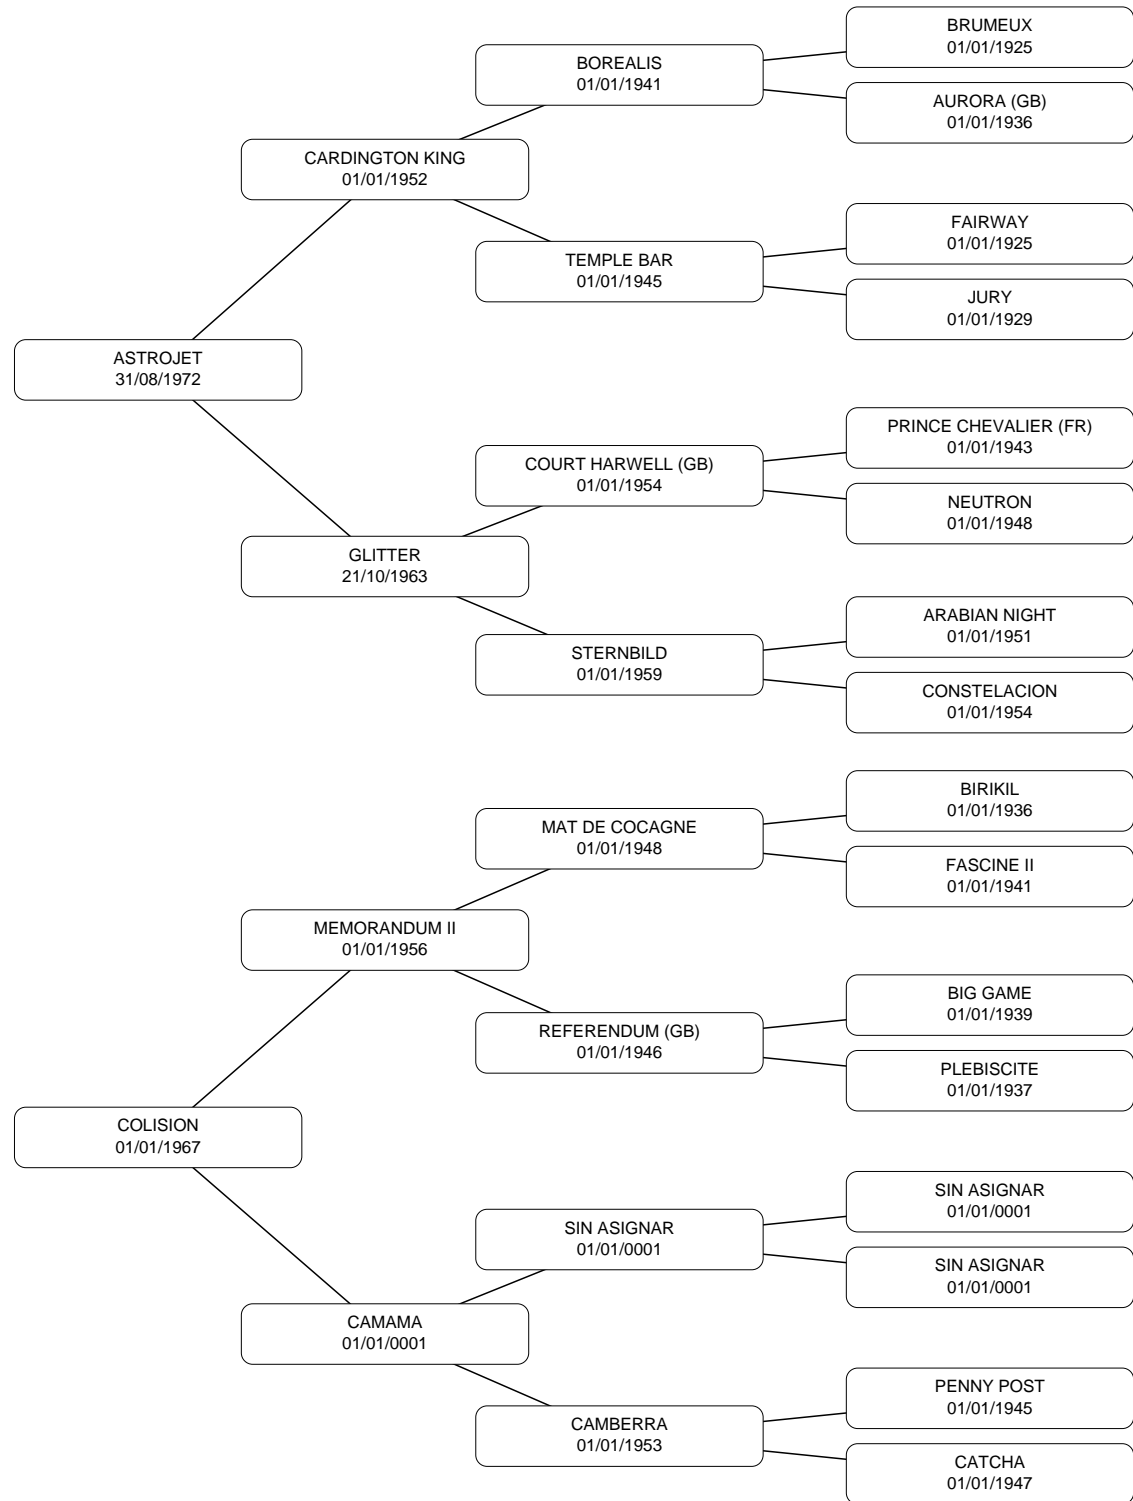 BRUMEUX
01/01/1925
BOREALIS
01/01/1941
AURORA (GB)
01/01/1936
CARDINGTON KING
01/01/1952
FAIRWAY
01/01/1925
TEMPLE BAR
01/01/1945
JURY
01/01/1929
ASTROJET
31/08/1972
PRINCE CHEVALIER (FR)
01/01/1943
COURT HARWELL (GB)
01/01/1954
NEUTRON
01/01/1948
GLITTER
21/10/1963
ARABIAN NIGHT
01/01/1951
STERNBILD
01/01/1959
CONSTELACION
01/01/1954
BIRIKIL
01/01/1936
MAT DE COCAGNE
01/01/1948
FASCINE II
01/01/1941
MEMORANDUM II
01/01/1956
BIG GAME
01/01/1939
REFERENDUM (GB)
01/01/1946
PLEBISCITE
01/01/1937
COLISION
01/01/1967
SIN ASIGNAR
01/01/0001
SIN ASIGNAR
01/01/0001
SIN ASIGNAR
01/01/0001
CAMAMA
01/01/0001
PENNY POST
01/01/1945
CAMBERRA
01/01/1953
CATCHA
01/01/1947